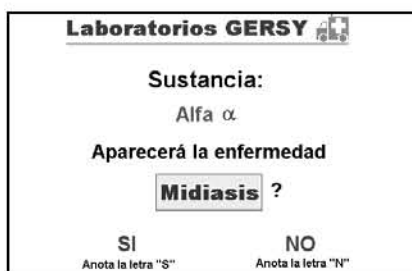 Laboratorios GERSY
Sustancia:
Alfa α
Aparecerá la enfermedad
Midiasis ?
SI NO
Anota la letra "S" Anota la letra "N"